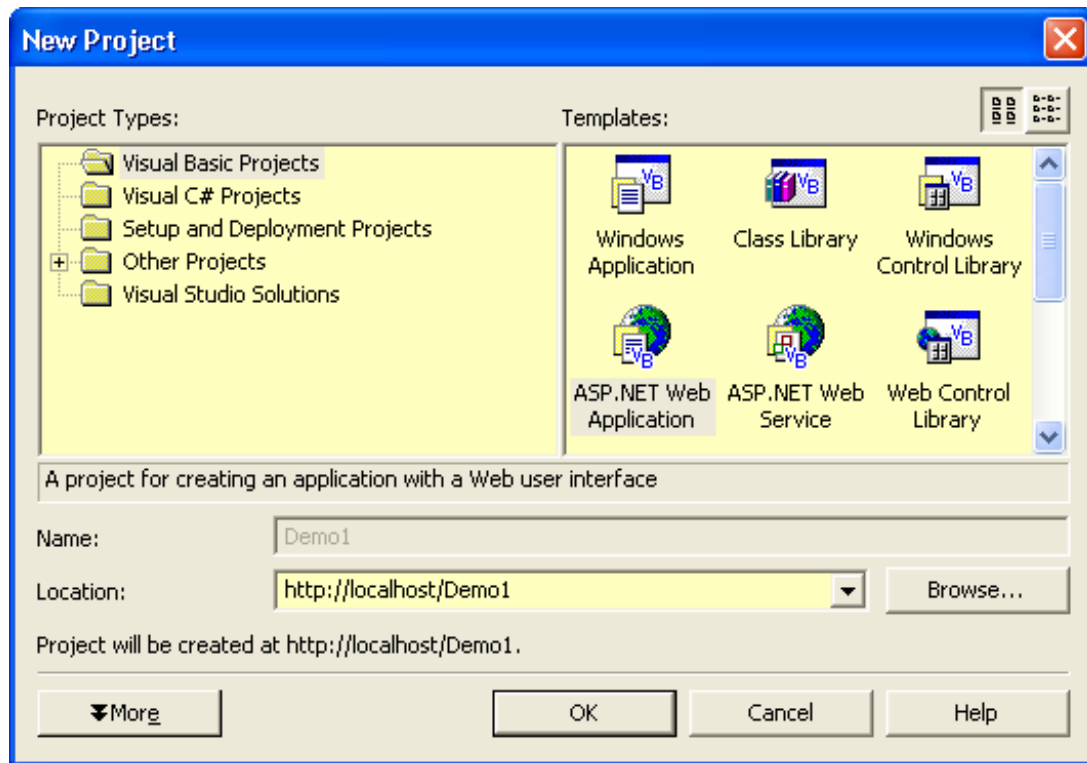 New Project
Project Types:
Templates:
Visual Basic Projects
Visual C# Projects
Setup and Deployment Projects
Other Projects
Visual Studio Solutions
Windows
Application
Class Library
Windows
Control Library
ASP.NET Web
Application
ASP.NET Web
Service
Web Control
Library
A project for creating an application with a Web user interface
Name:
Demo1
Location:
http://localhost/Demo1
Browse...
Project will be created at http://localhost/Demo1.
More
OK
Cancel
Help